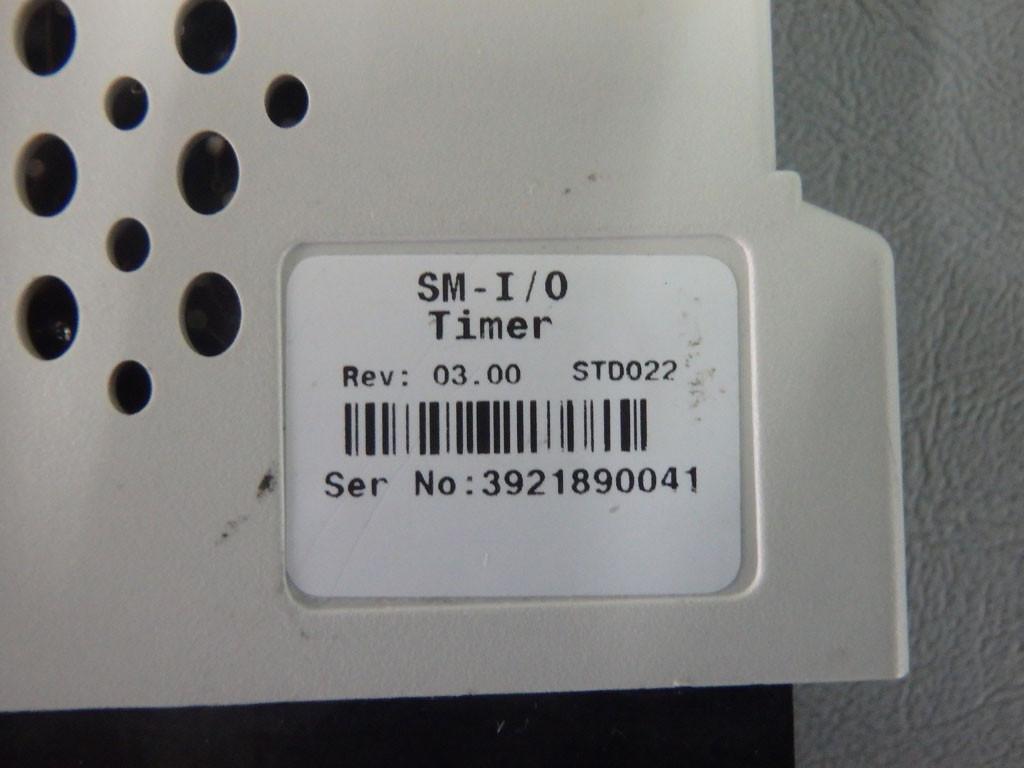 SM-I/O
Timer
Rev: 03.00 STD022
Ser No:3921890041